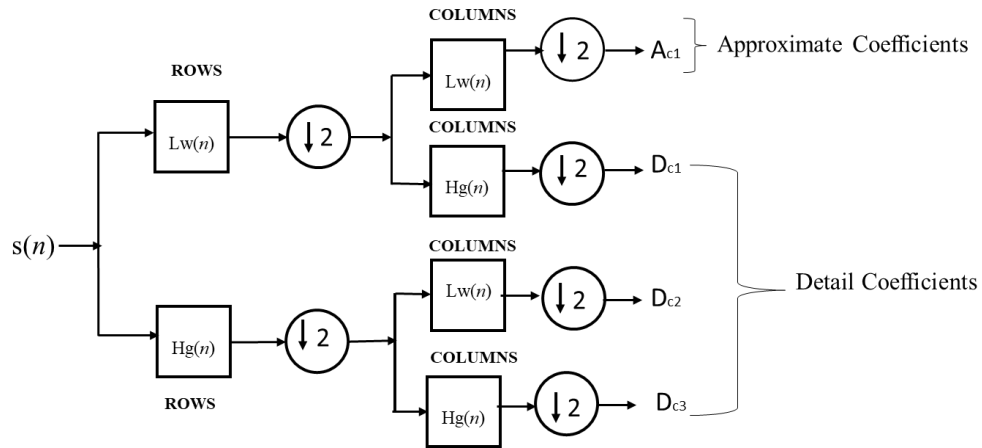 COLUMNS
↓ 2
Ac1
Approximate Coefficients
ROWS
Lw(n)
Lw(n)
↓ 2
COLUMNS
Hg(n)
↓ 2
Dc1
s(n)
COLUMNS
Lw(n)
↓ 2
Dc2
Detail Coefficients
Hg(n)
↓ 2
ROWS
COLUMNS
Hg(n)
↓ 2
Dc3